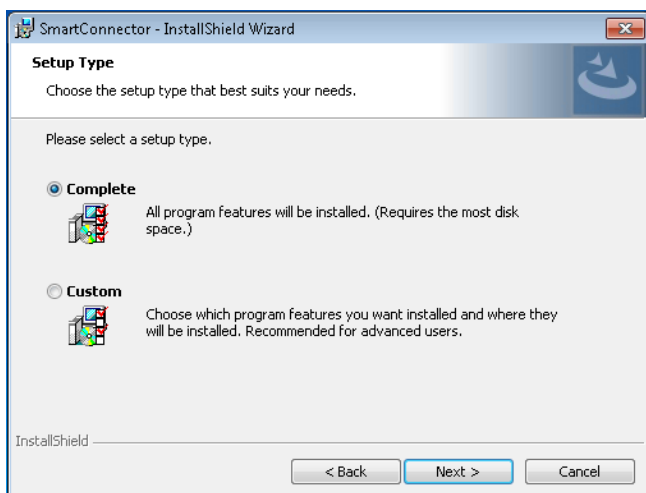 SmartConnector - InstallShield Wizard
Setup Type
Choose the setup type that best suits your needs.
Please select a setup type.
Complete
All program features will be installed. (Requires the most disk
space.)
Custom
Choose which program features you want installed and where they
will be installed. Recommended for advanced users.
InstallShield
< Back
Next >
Cancel